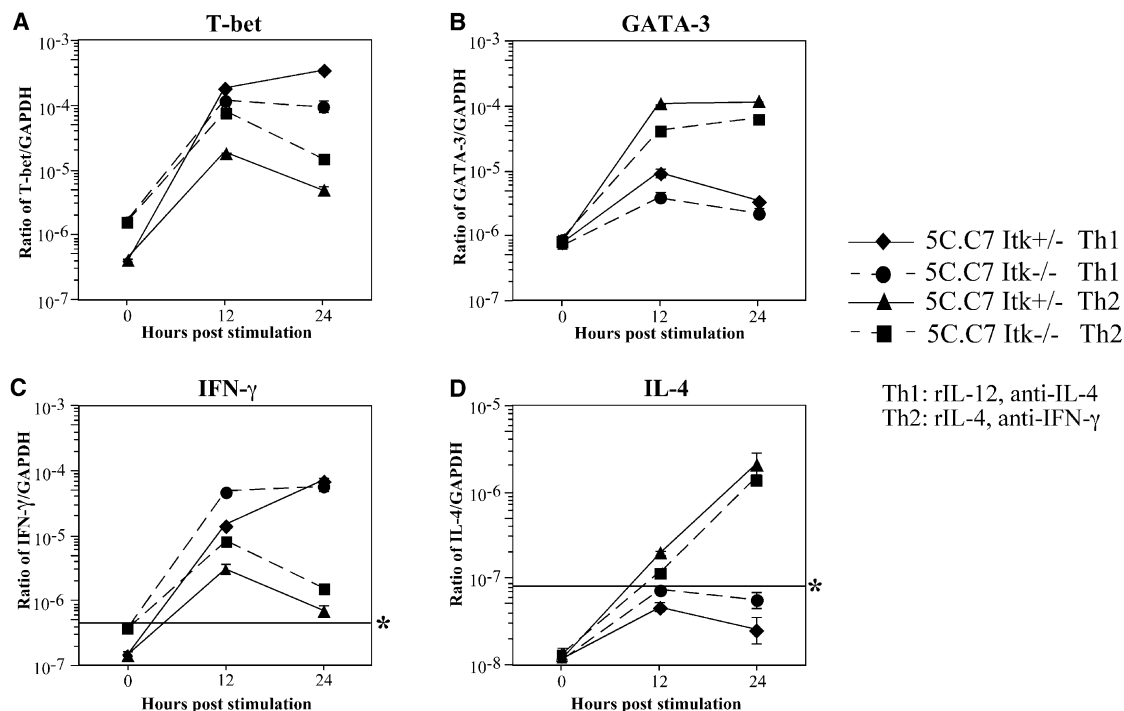 A
T-bet
Ratio of T-bet/GAPDH
10-3
10-4
10-5
10-6
10-7
0 12 24
Hours post stimulation
B
GATA-3
Ratio of GATA-3/GAPDH
10-3
10-4
10-5
10-6
10-7
0 12 24
Hours post stimulation
5C.C7 Itk+/- Th1
5C.C7 Itk-/- Th1
5C.C7 Itk+/- Th2
5C.C7 Itk-/- Th2
Th1: rIL-12, anti-IL-4
Th2: rIL-4, anti-IFN-γ
C
IFN-γ
Ratio of IFN-γ/GAPDH
10-3
10-4
10-5
10-6
10-7
*
0 12 24
Hours post stimulation
D
IL-4
Ratio of IL-4/GAPDH
10-5
10-6
10-7
10-8
*
0 12 24
Hours post stimulation